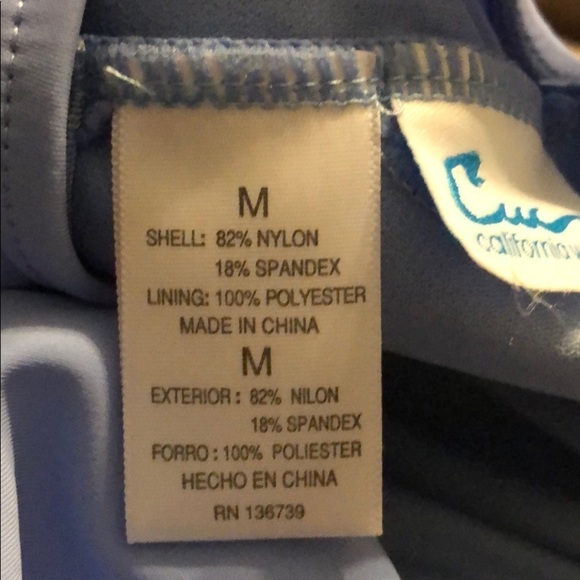 M
SHELL: 82% NYLON
18% SPANDEX
LINING: 100% POLYESTER
MADE IN CHINA
M
EXTERIOR: 82% NILON
18% SPANDEX
FORRO: 100% POLIESTER
HECHO EN CHINA
RN 136739
california